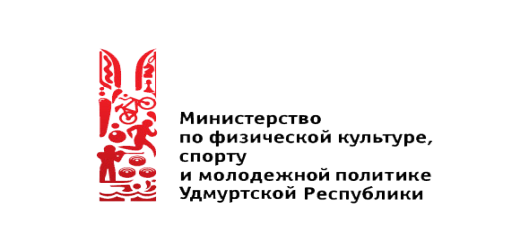 Министерство
по физической культуре,
спорту
и молодежной политике
Удмуртской Республики